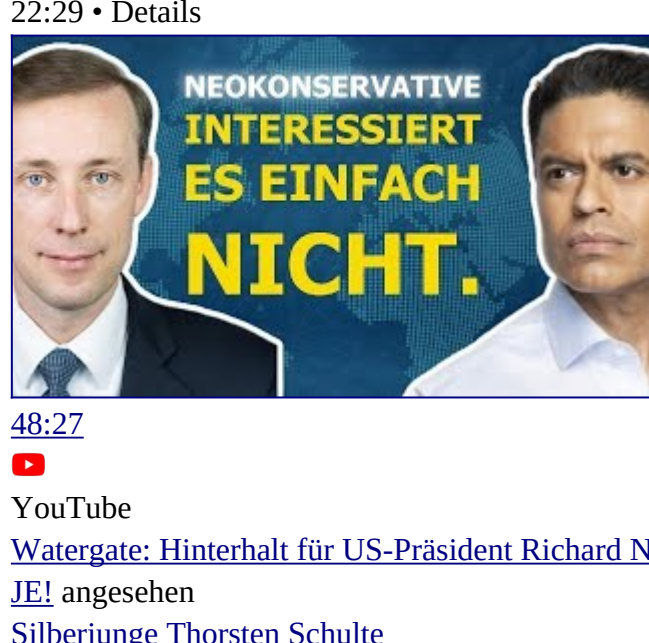 22:29 • Details
NEOKONSERVATIVE
INTERESSIERT
ES EINFACH
NICHT.
48:27
YouTube
Watergate: Hinterhalt für US-Präsident Richard N
JE! angesehen
Silberjunge Thorsten Schulte